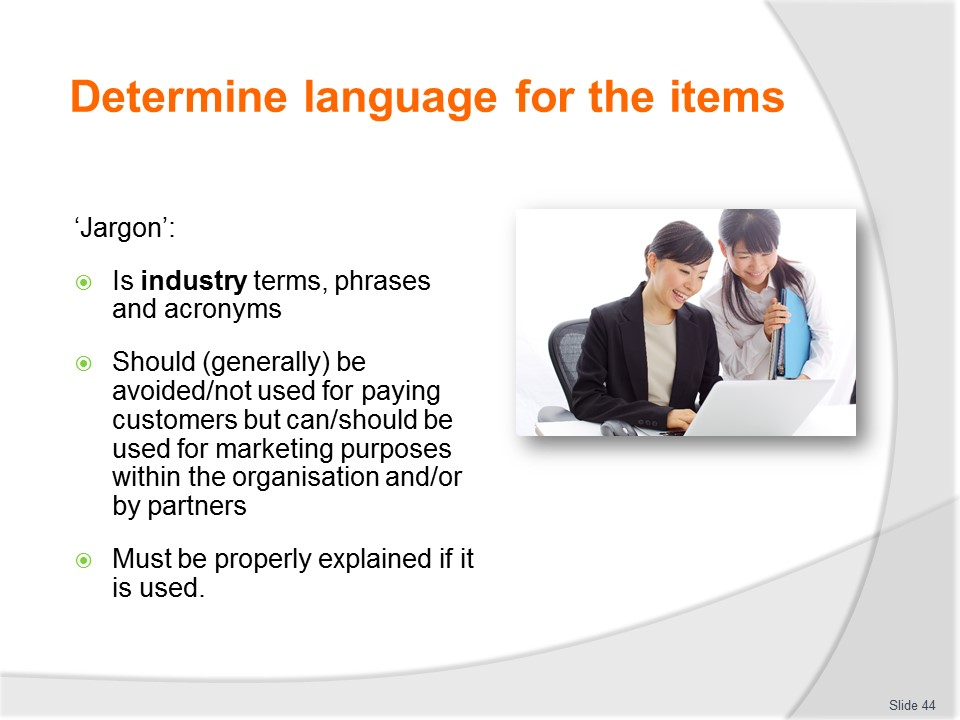 Determine language for the items
‘Jargon’:
Is industry terms, phrases
and acronyms
Should (generally) be
avoided/not used for paying
customers but can/should be
used for marketing purposes
within the organisation and/or
by partners
Must be properly explained if it
is used.
Slide 44